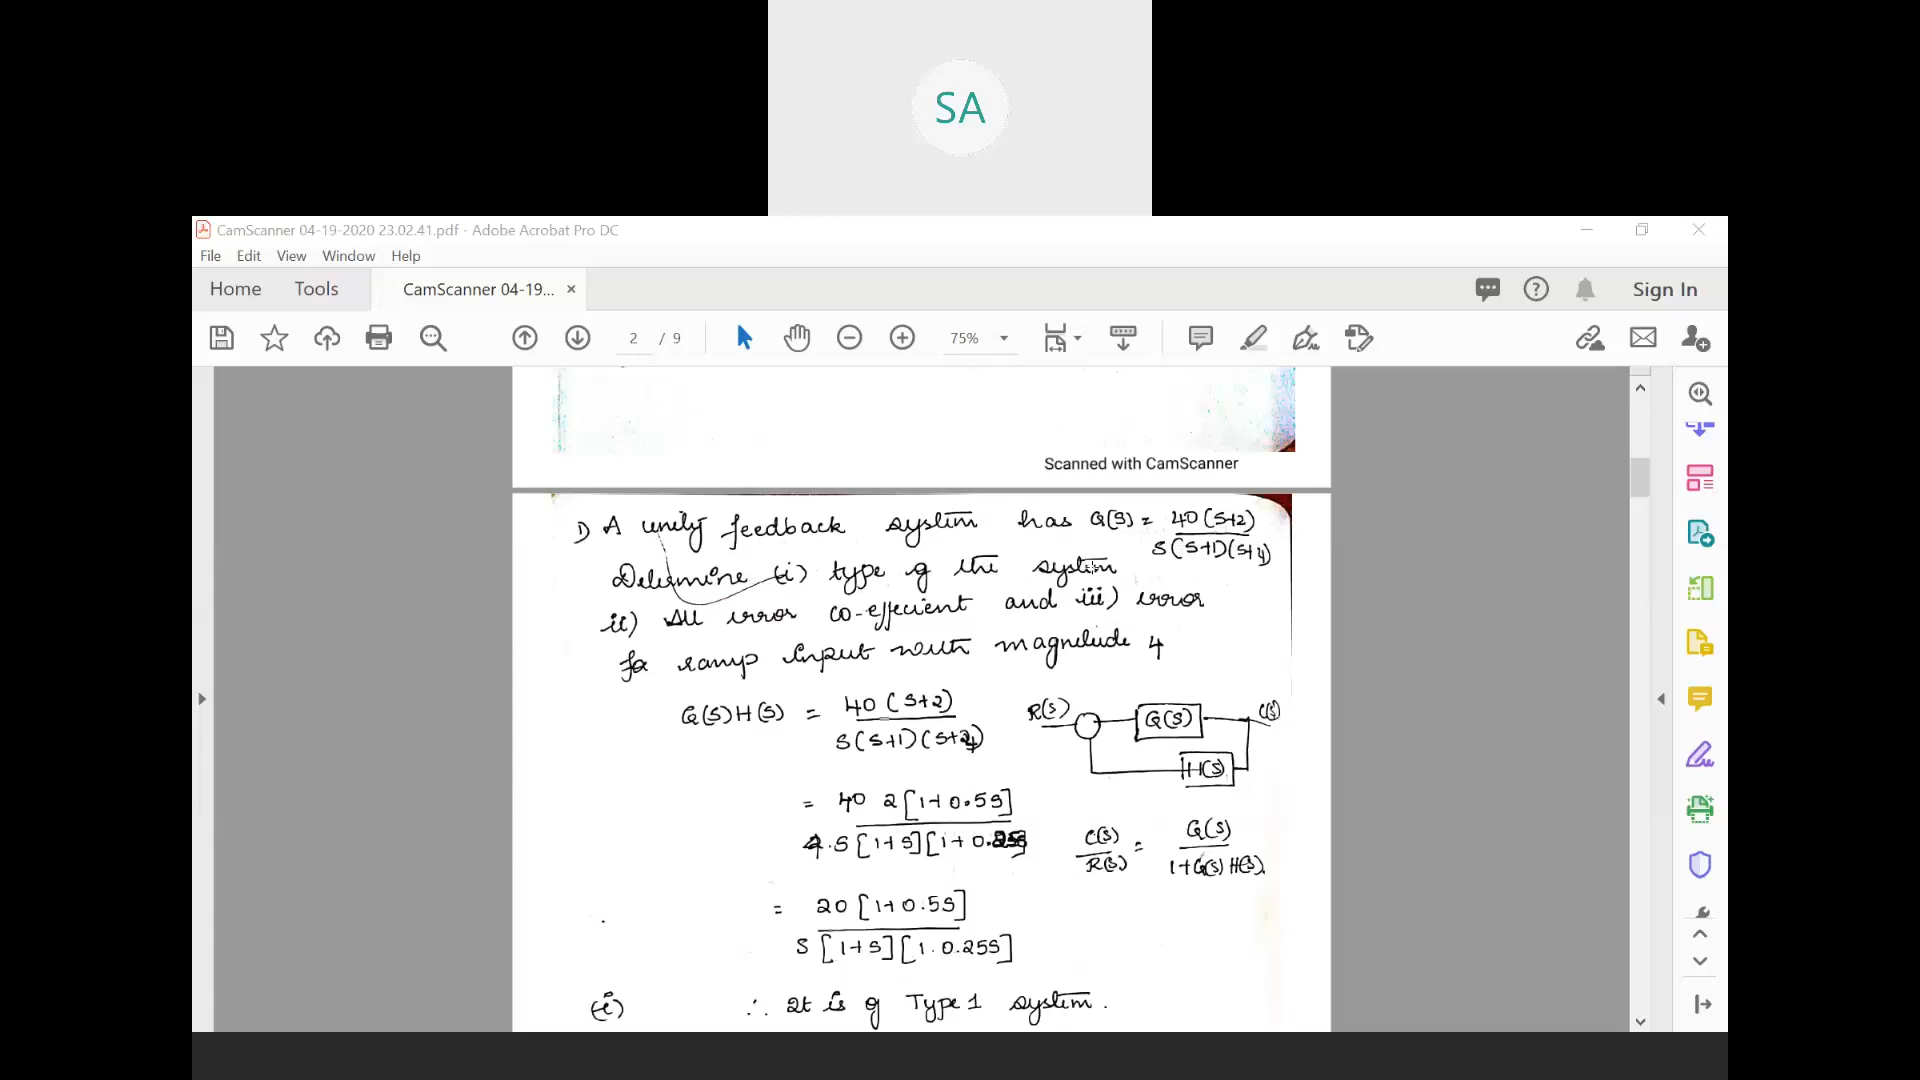 SA
CamScanner 04-19-2020 23.02.41.pdf - Adobe Acrobat Pro DC
File Edit View Window Help
Home Tools CamScanner 04-19... × Sign In
2 / 9 75%
Scanned with CamScanner
1) A unity feedback system has G(S) = 40(S+2) / S(S+1)(S+4)
Determine (i) type of the system
ii) All error co-effecient and iii) error
for ramp input with magnitude 4
G(S)H(S) = 40(S+2) / S(S+1)(S+4)
R(S) G(S) C(S)
H(S)
= 40 2[1+0.5S] / 4.S[1+S][1+0.25S]
C(S)/R(S) = G(S) / 1+G(S)H(S).
= 20[1+0.5S] / S[1+S][1.0.25S]
(i) ∴ It is of Type 1 system.